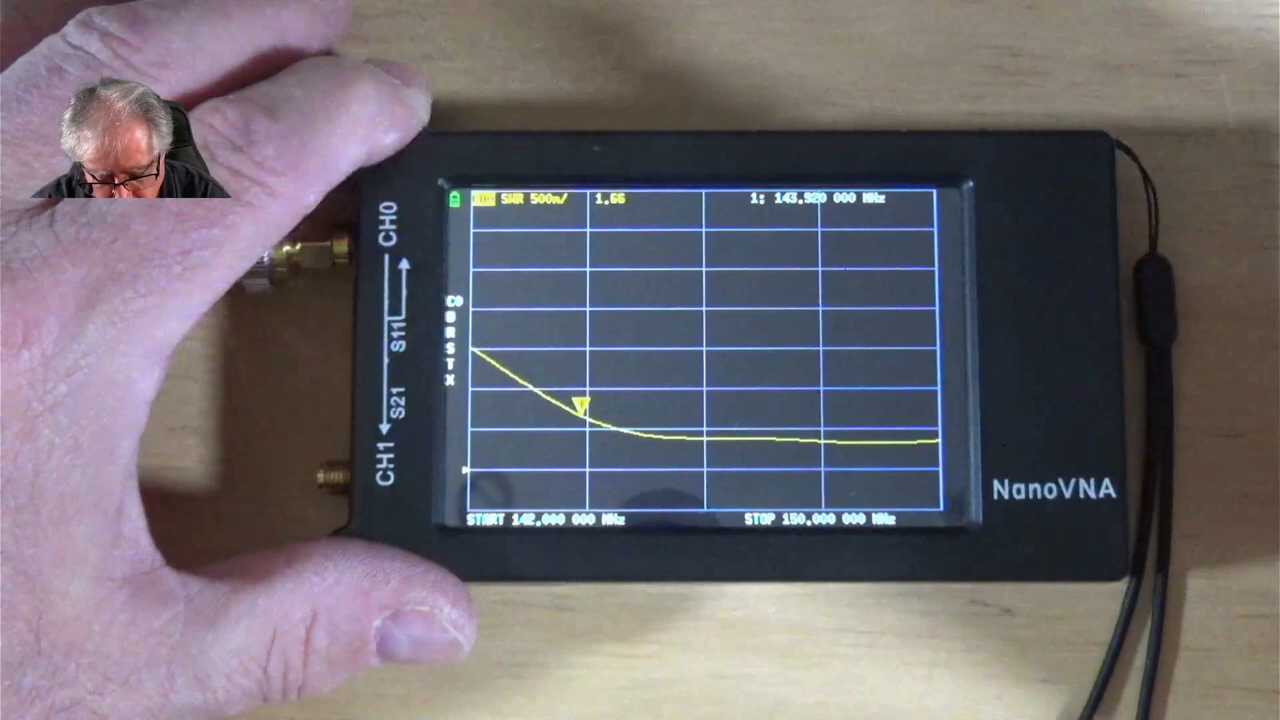 SWR 500m/ 1.66 1: 143.920 000 MHz
CH0
S11
S21
CH1
C0
D
R
S
T
X
NanoVNA
START 142.000 000 MHz STOP 150.000 000 MHz